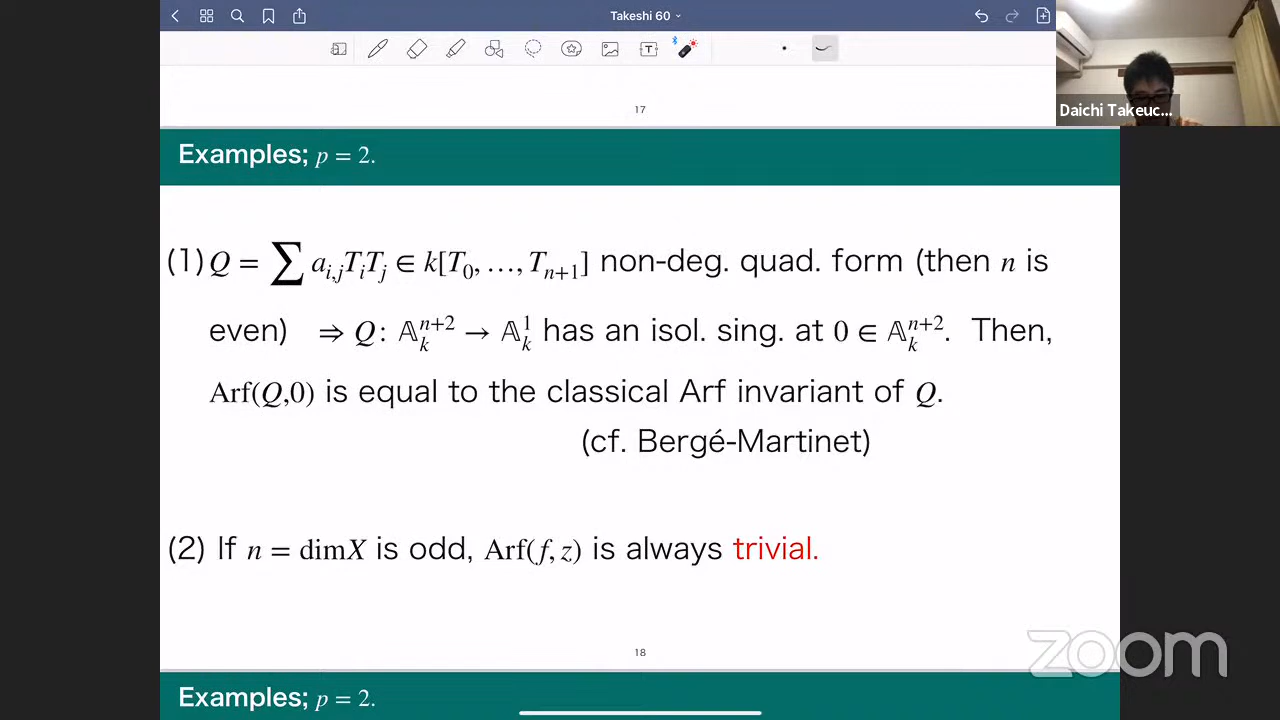 Takeshi 60
Daichi Takeuc...
17
Examples; p = 2.
(1) Q = ∑ a_{i,j}T_iT_j ∈ k[T_0, …, T_{n+1}] non-deg. quad. form (then n is
even) ⇒ Q: 𝔸_k^{n+2} → 𝔸_k^1 has an isol. sing. at 0 ∈ 𝔸_k^{n+2}. Then,
Arf(Q,0) is equal to the classical Arf invariant of Q.
(cf. Bergé-Martinet)
(2) If n = dimX is odd, Arf(f, z) is always trivial.
zoom
18
Examples; p = 2.